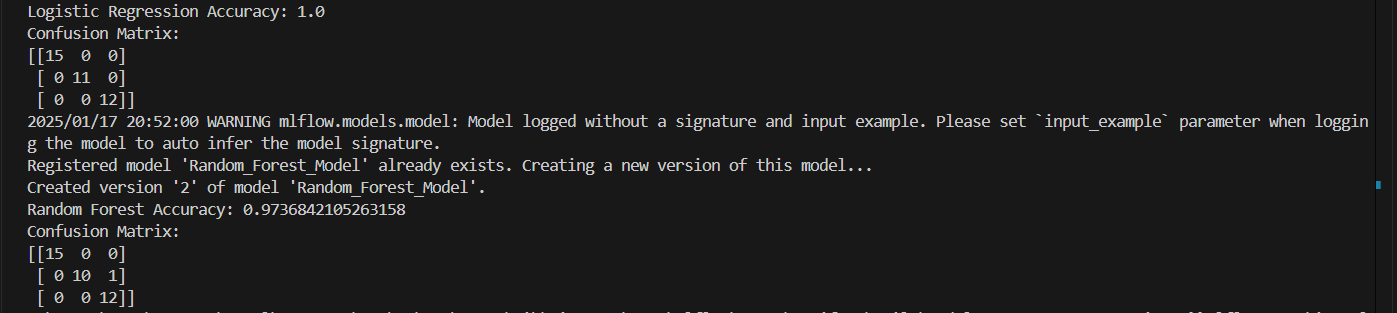 Logistic Regression Accuracy: 1.0
Confusion Matrix:
[[15  0  0]
 [ 0 11  0]
 [ 0  0 12]]
2025/01/17 20:52:00 WARNING mlflow.models.model: Model logged without a signature and input example. Please set `input_example` parameter when loggin
g the model to auto infer the model signature.
Registered model 'Random_Forest_Model' already exists. Creating a new version of this model...
Created version '2' of model 'Random_Forest_Model'.
Random Forest Accuracy: 0.9736842105263158
Confusion Matrix:
[[15  0  0]
 [ 0 10  1]
 [ 0  0 12]]